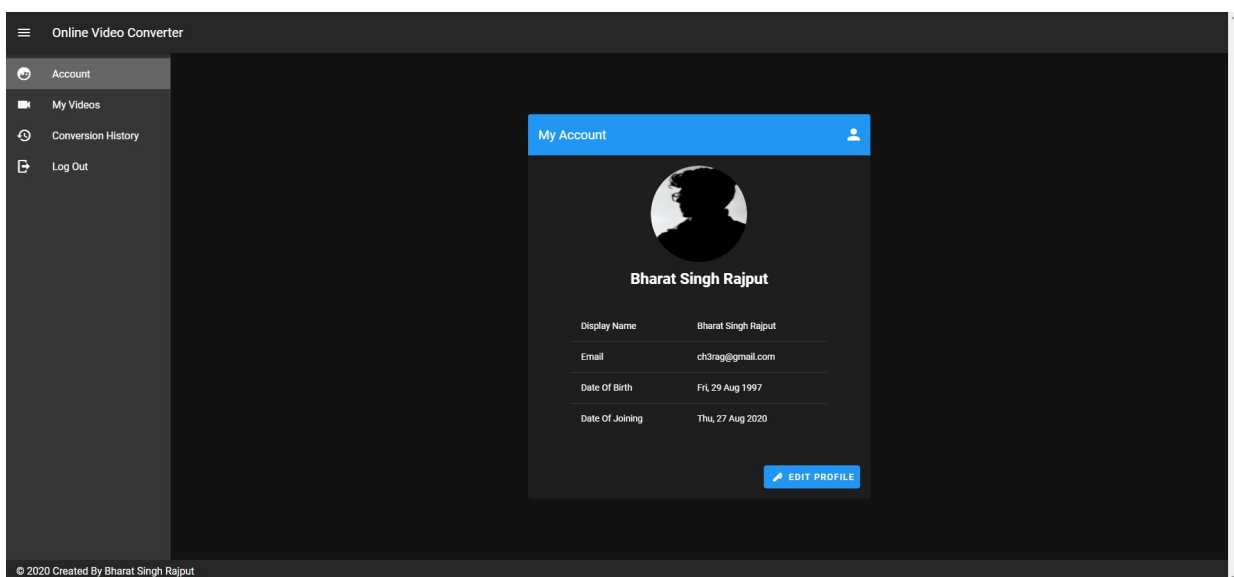 Online Video Converter
Account
My Videos
Conversion History
Log Out
My Account
Bharat Singh Rajput
Display Name Bharat Singh Rajput
Email ch3rag@gmail.com
Date Of Birth Fri, 29 Aug 1997
Date Of Joining Thu, 27 Aug 2020
EDIT PROFILE
© 2020 Created By Bharat Singh Rajput